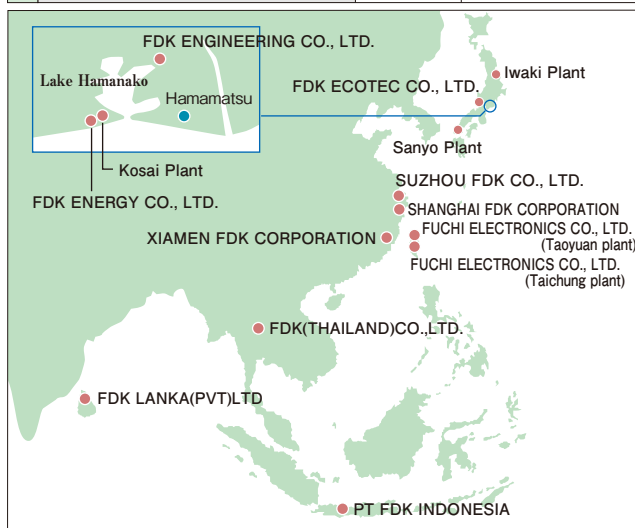 FDK ENGINEERING CO., LTD.
Lake Hamanako
Hamamatsu
Kosai Plant
FDK ENERGY CO., LTD.
Iwaki Plant
FDK ECOTEC CO., LTD.
Sanyo Plant
SUZHOU FDK CO., LTD.
SHANGHAI FDK CORPORATION
FUCHI ELECTRONICS CO., LTD.
(Taoyuan plant)
XIAMEN FDK CORPORATION
FUCHI ELECTRONICS CO., LTD.
(Taichung plant)
FDK(THAILAND)CO.,LTD.
FDK LANKA(PVT)LTD
PT FDK INDONESIA